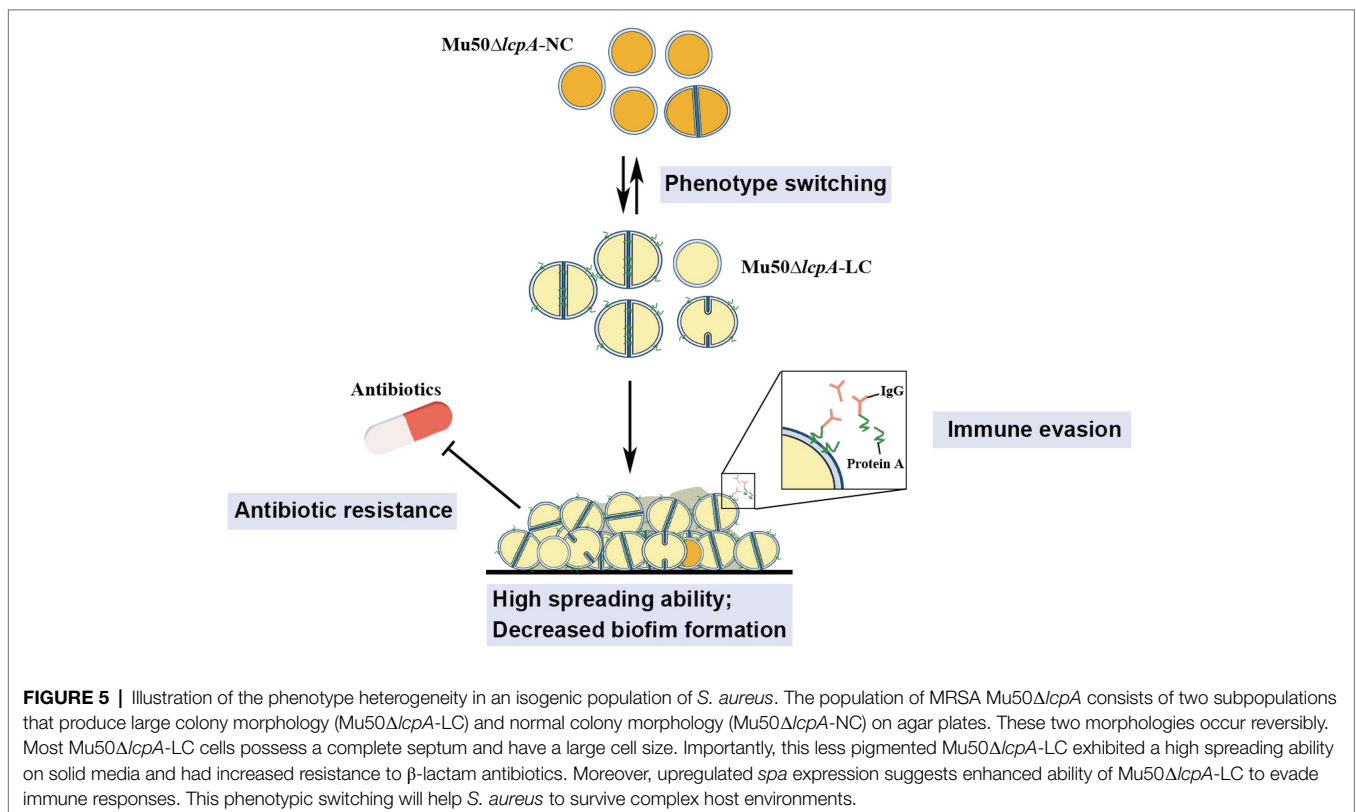 Mu50ΔlcpA-NC
Phenotype switching
Mu50ΔlcpA-LC
Antibiotics
IgG
Immune evasion
Protein A
Antibiotic resistance
High spreading ability;
Decreased biofim formation
FIGURE 5 | Illustration of the phenotype heterogeneity in an isogenic population of S. aureus. The population of MRSA Mu50ΔlcpA consists of two subpopulations
that produce large colony morphology (Mu50ΔlcpA-LC) and normal colony morphology (Mu50ΔlcpA-NC) on agar plates. These two morphologies occur reversibly.
Most Mu50ΔlcpA-LC cells possess a complete septum and have a large cell size. Importantly, this less pigmented Mu50ΔlcpA-LC exhibited a high spreading ability
on solid media and had increased resistance to β-lactam antibiotics. Moreover, upregulated spa expression suggests enhanced ability of Mu50ΔlcpA-LC to evade
immune responses. This phenotypic switching will help S. aureus to survive complex host environments.